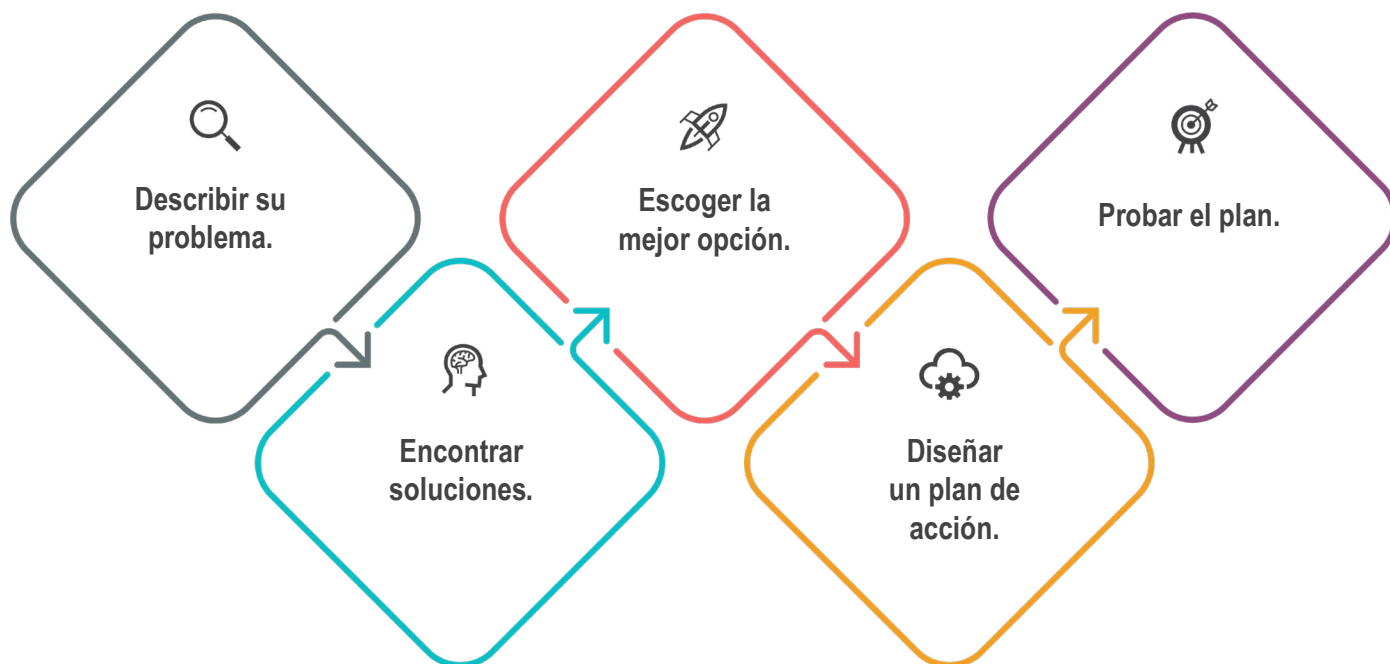 Describir su
problema.
Encontrar
soluciones.
Escoger la
mejor opción.
Diseñar
un plan de
acción.
Probar el plan.